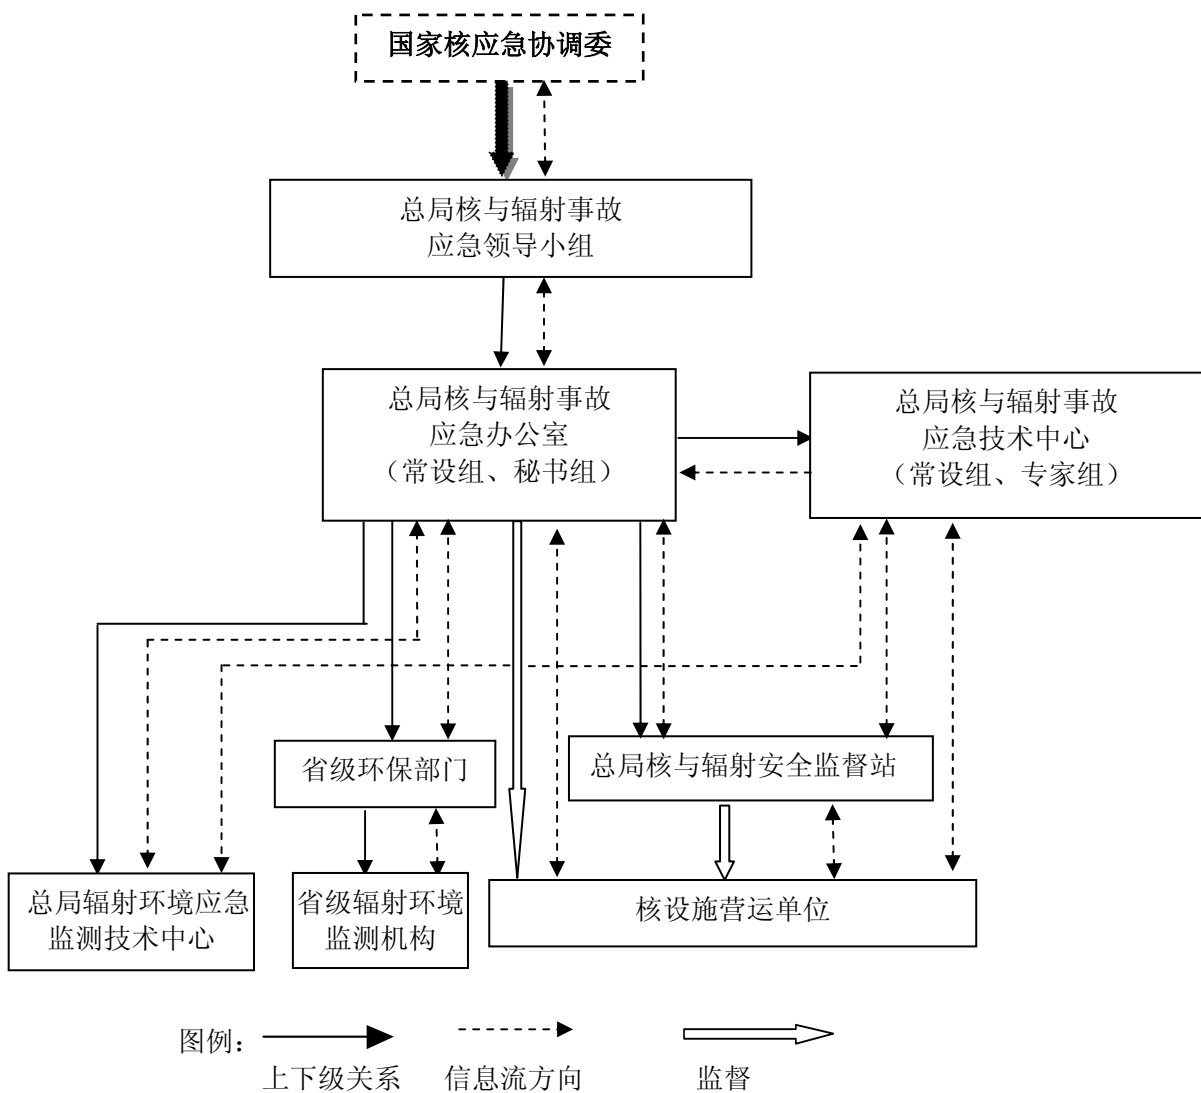 国家核应急协调委
总局核与辐射事故
应急领导小组
总局核与辐射事故
应急办公室
（常设组、秘书组）
总局核与辐射事故
应急技术中心
（常设组、专家组）
省级环保部门
总局核与辐射安全监督站
总局辐射环境应急
监测技术中心
省级辐射环境
监测机构
核设施营运单位
图例：
上下级关系
信息流方向
监督